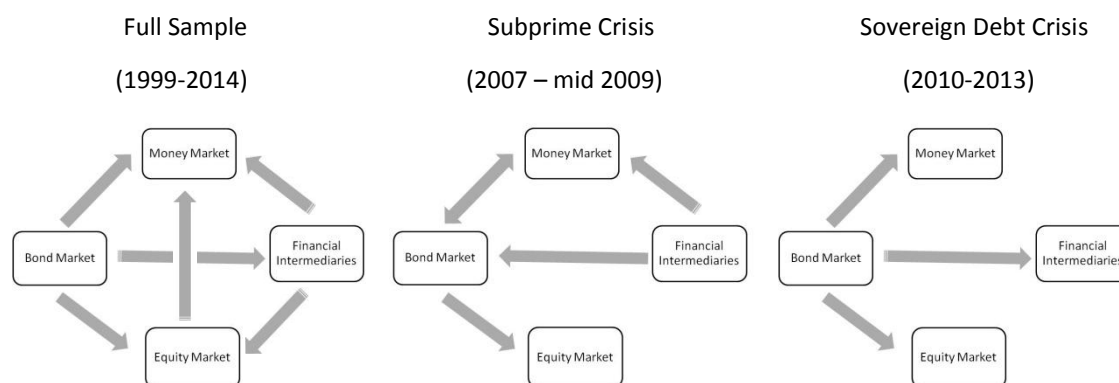 Full Sample
(1999-2014)
Money Market
Bond Market
Financial
Intermediaries
Equity Market
Subprime Crisis
(2007 – mid 2009)
Money Market
Bond Market
Financial
Intermediaries
Equity Market
Sovereign Debt Crisis
(2010-2013)
Money Market
Bond Market
Financial
Intermediaries
Equity Market